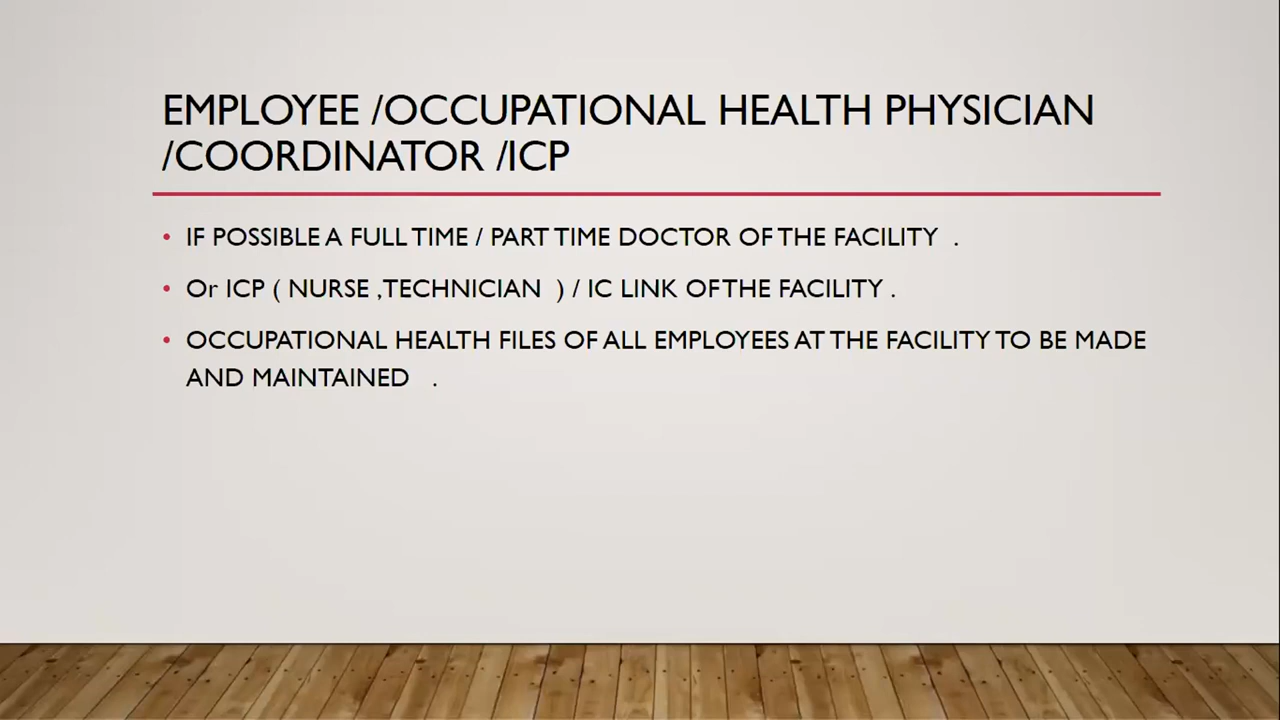 EMPLOYEE /OCCUPATIONAL HEALTH PHYSICIAN
/COORDINATOR /ICP
• IF POSSIBLE A FULL TIME / PART TIME DOCTOR OF THE FACILITY .
• Or ICP ( NURSE ,TECHNICIAN ) / IC LINK OF THE FACILITY .
• OCCUPATIONAL HEALTH FILES OF ALL EMPLOYEES AT THE FACILITY TO BE MADE
AND MAINTAINED .